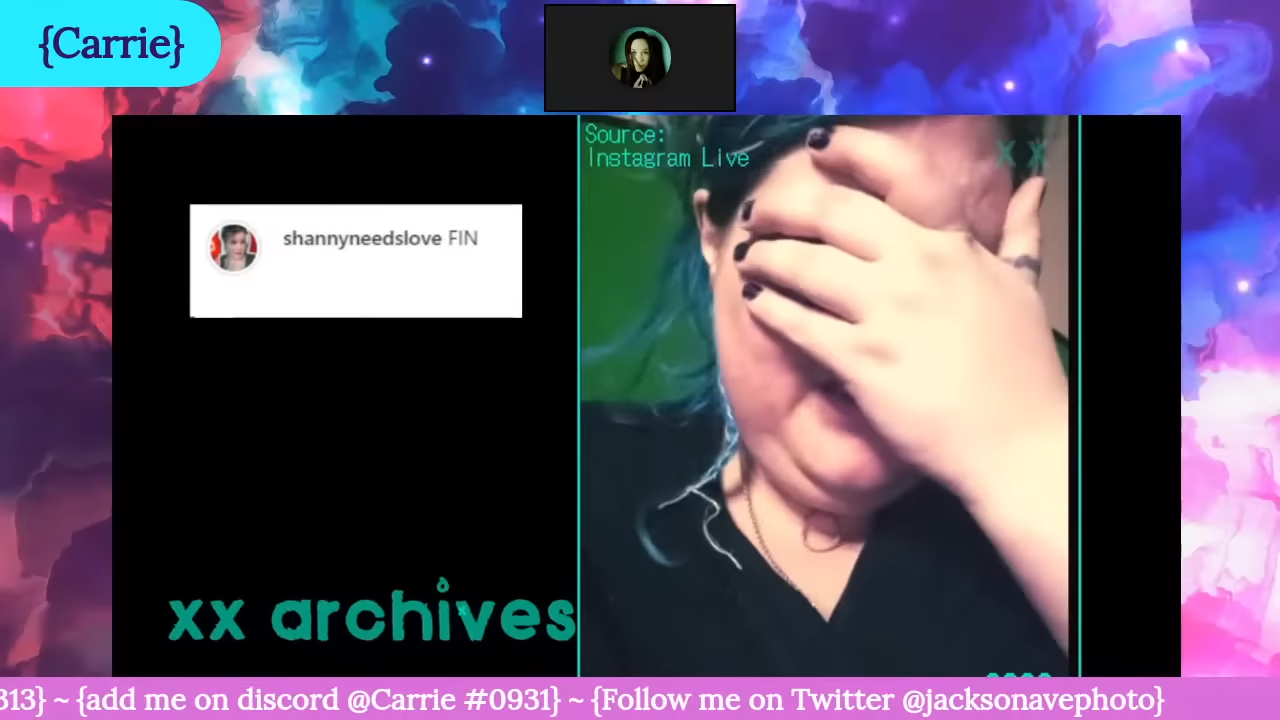 {Carrie}
Source:
Instagram Live
X X
shannyneedslove FIN
xx archives
313} ~ {add me on discord @Carrie #0931} ~ {Follow me on Twitter @jacksonavephoto}